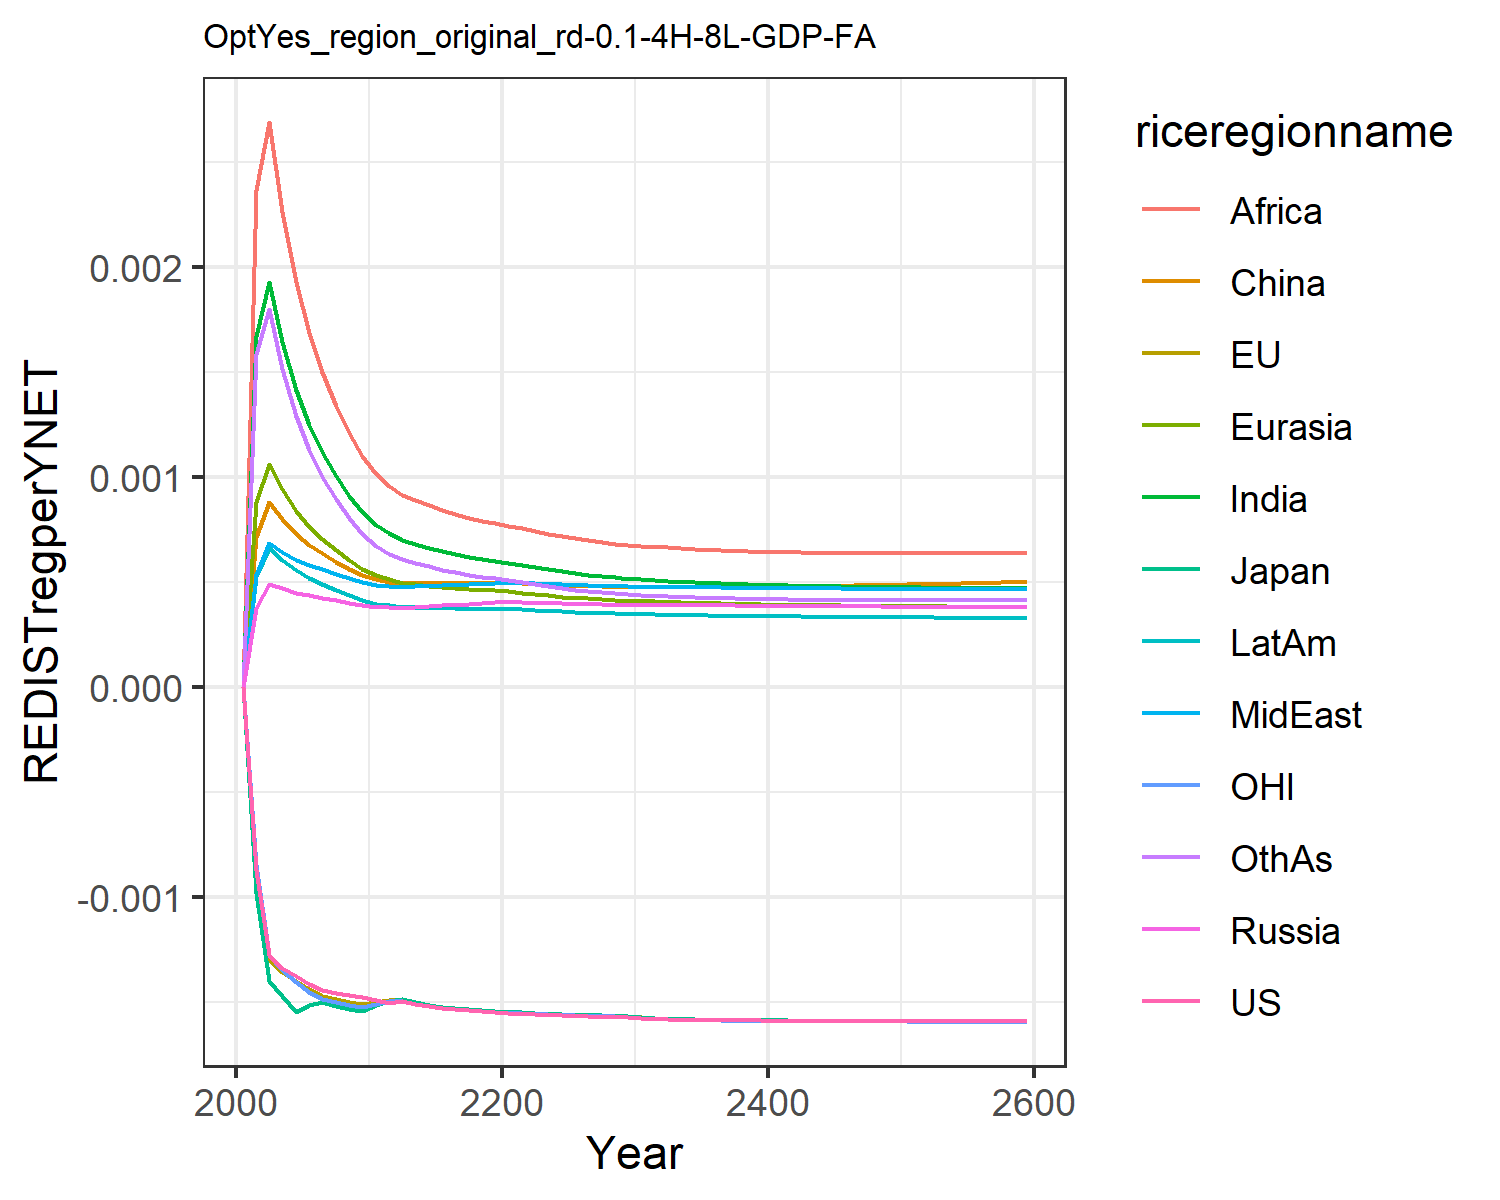 OptYes_region_original_rd-0.1-4H-8L-GDP-FA
REDISTregperYNET
0.002
0.001
0.000
-0.001
2000
2200
2400
2600
Year
riceregionname
Africa
China
EU
Eurasia
India
Japan
LatAm
MidEast
OHI
OthAs
Russia
US